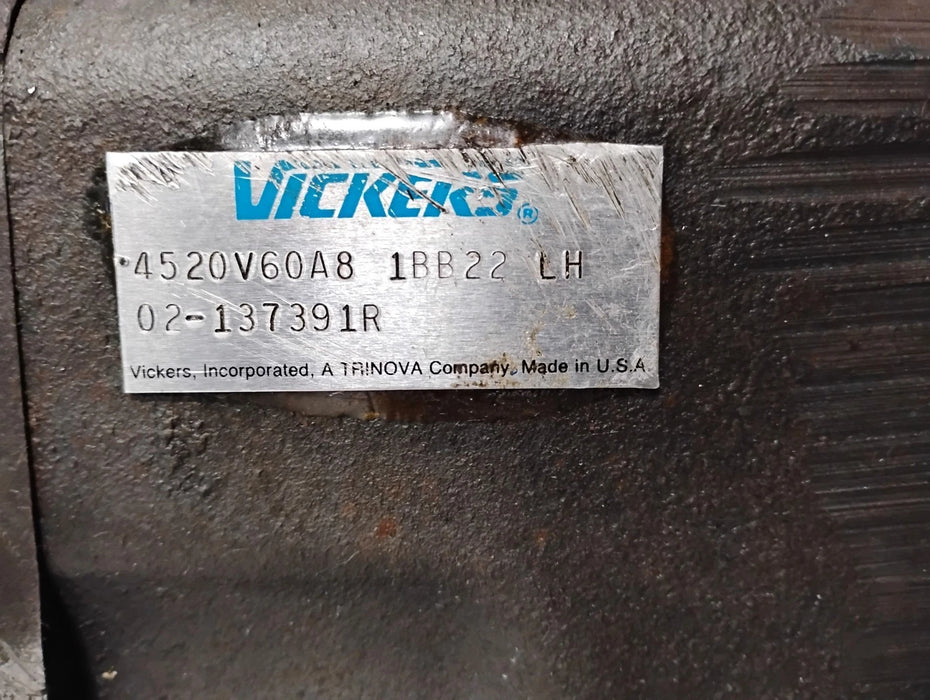 VICKERS®
4520V60A8 1BB22 LH
02-137391R
Vickers, Incorporated, A TRINOVA Company, Made in U.S.A